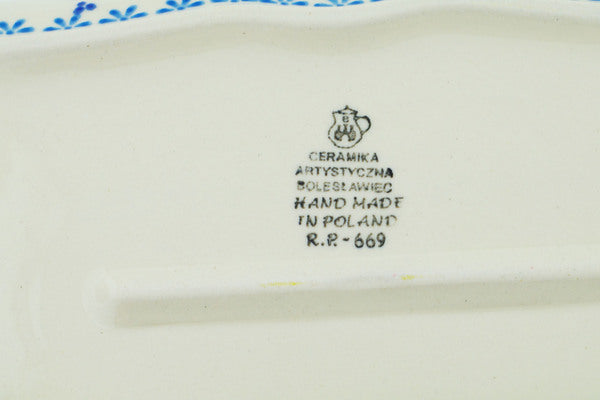 CERAMIKA
ARTYSTYCZNA
BOLESŁAWIEC
HAND MADE
IN POLAND
R.P.-669